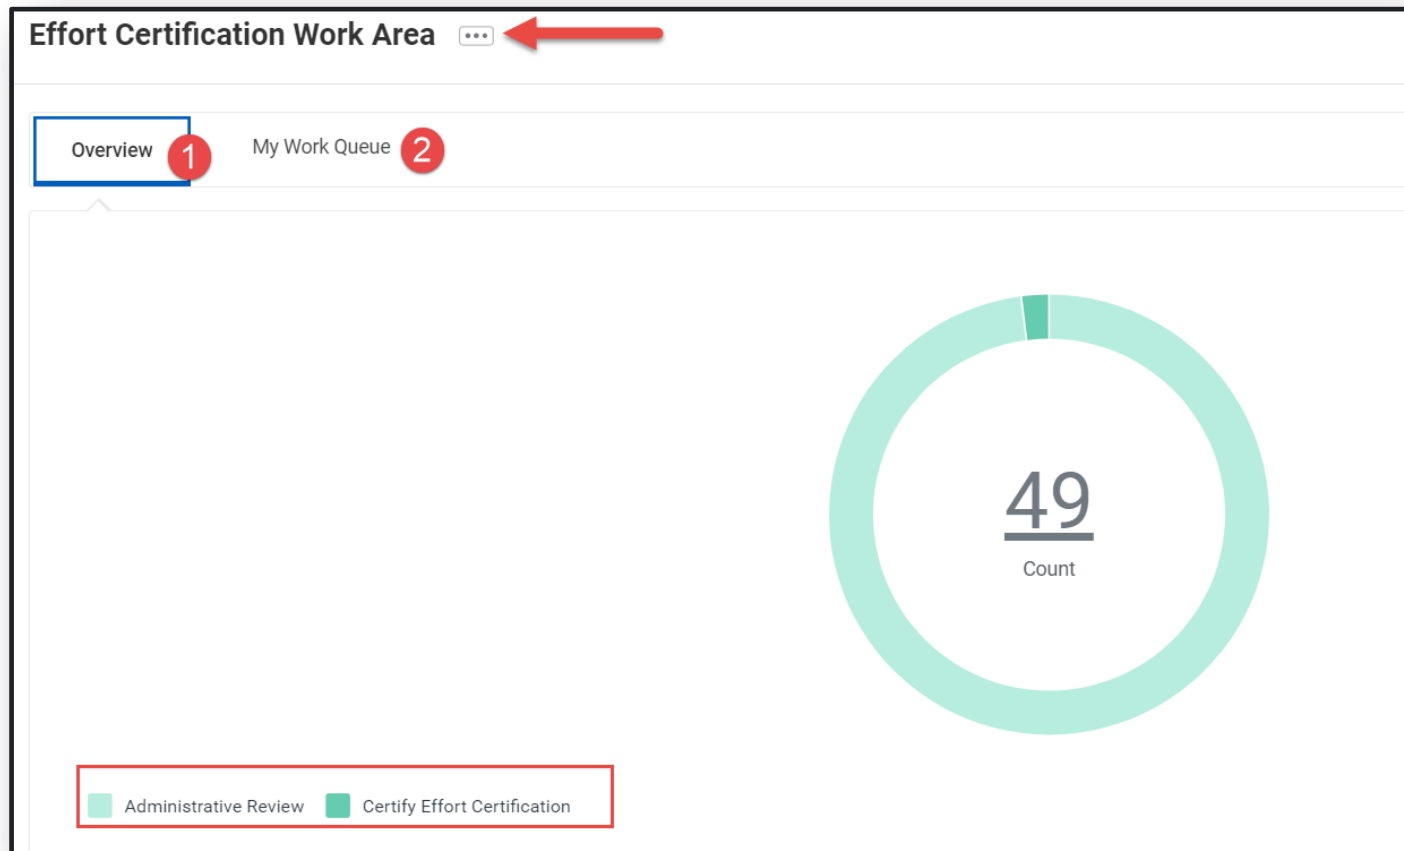 Effort Certification Work Area
Overview 1 My Work Queue 2
49
Count
Administrative Review Certify Effort Certification